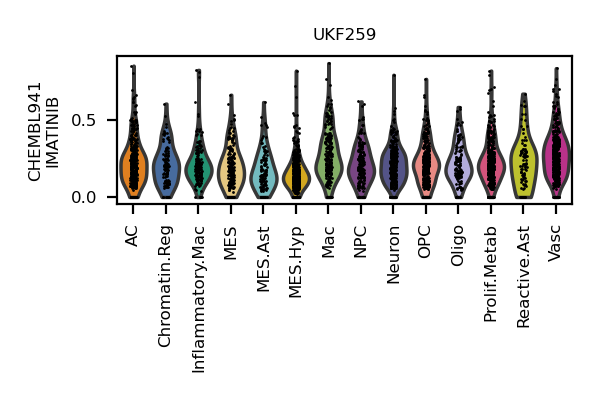 UKF259
CHEMBL941
IMATINIB
0.5
0.0
AC
Chromatin.Reg
Inflammatory.Mac
MES
MES.Ast
MES.Hyp
Mac
NPC
Neuron
OPC
Oligo
Prolif.Metab
Reactive.Ast
Vasc